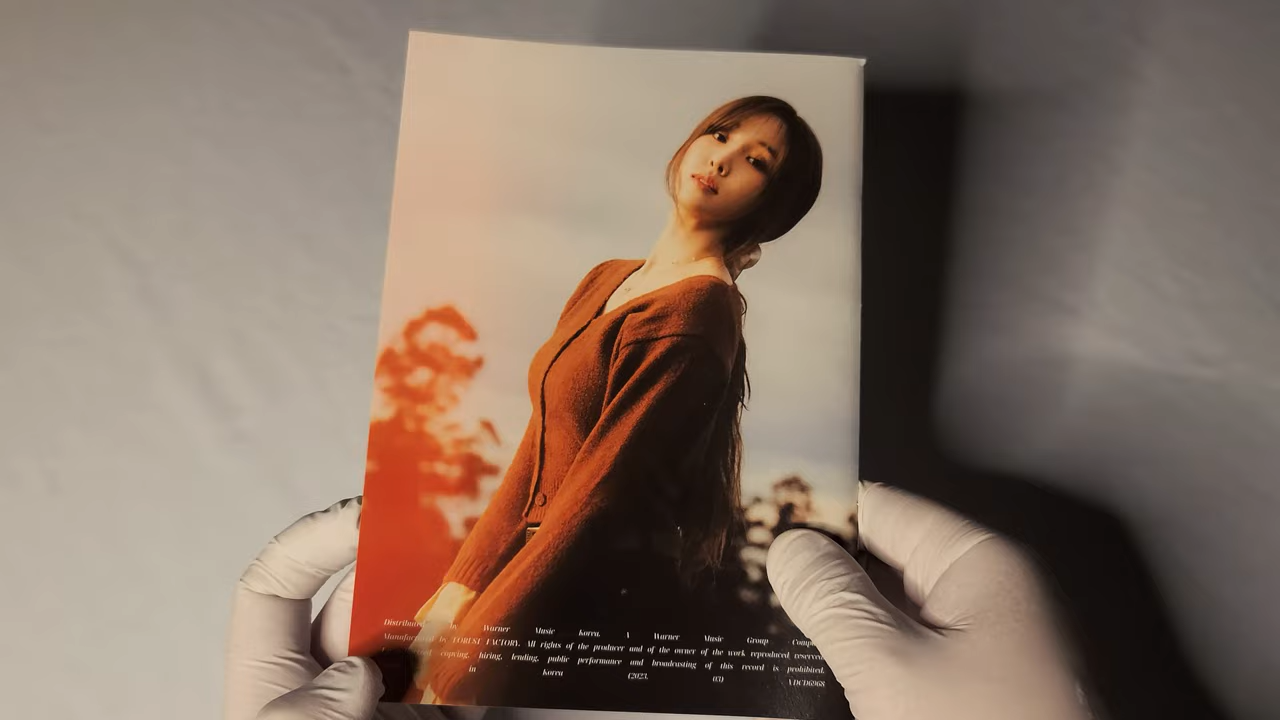 Distributed by Warner Music Korea. A Warner Music Group
Manufactured by FOREST FACTORY. All rights of the producer and of the owner of the work reproduced reserved.
copying, hiring, lending, public performance and broadcasting of this record is prohibited.
in Korea (2023. 03) VDCD6968